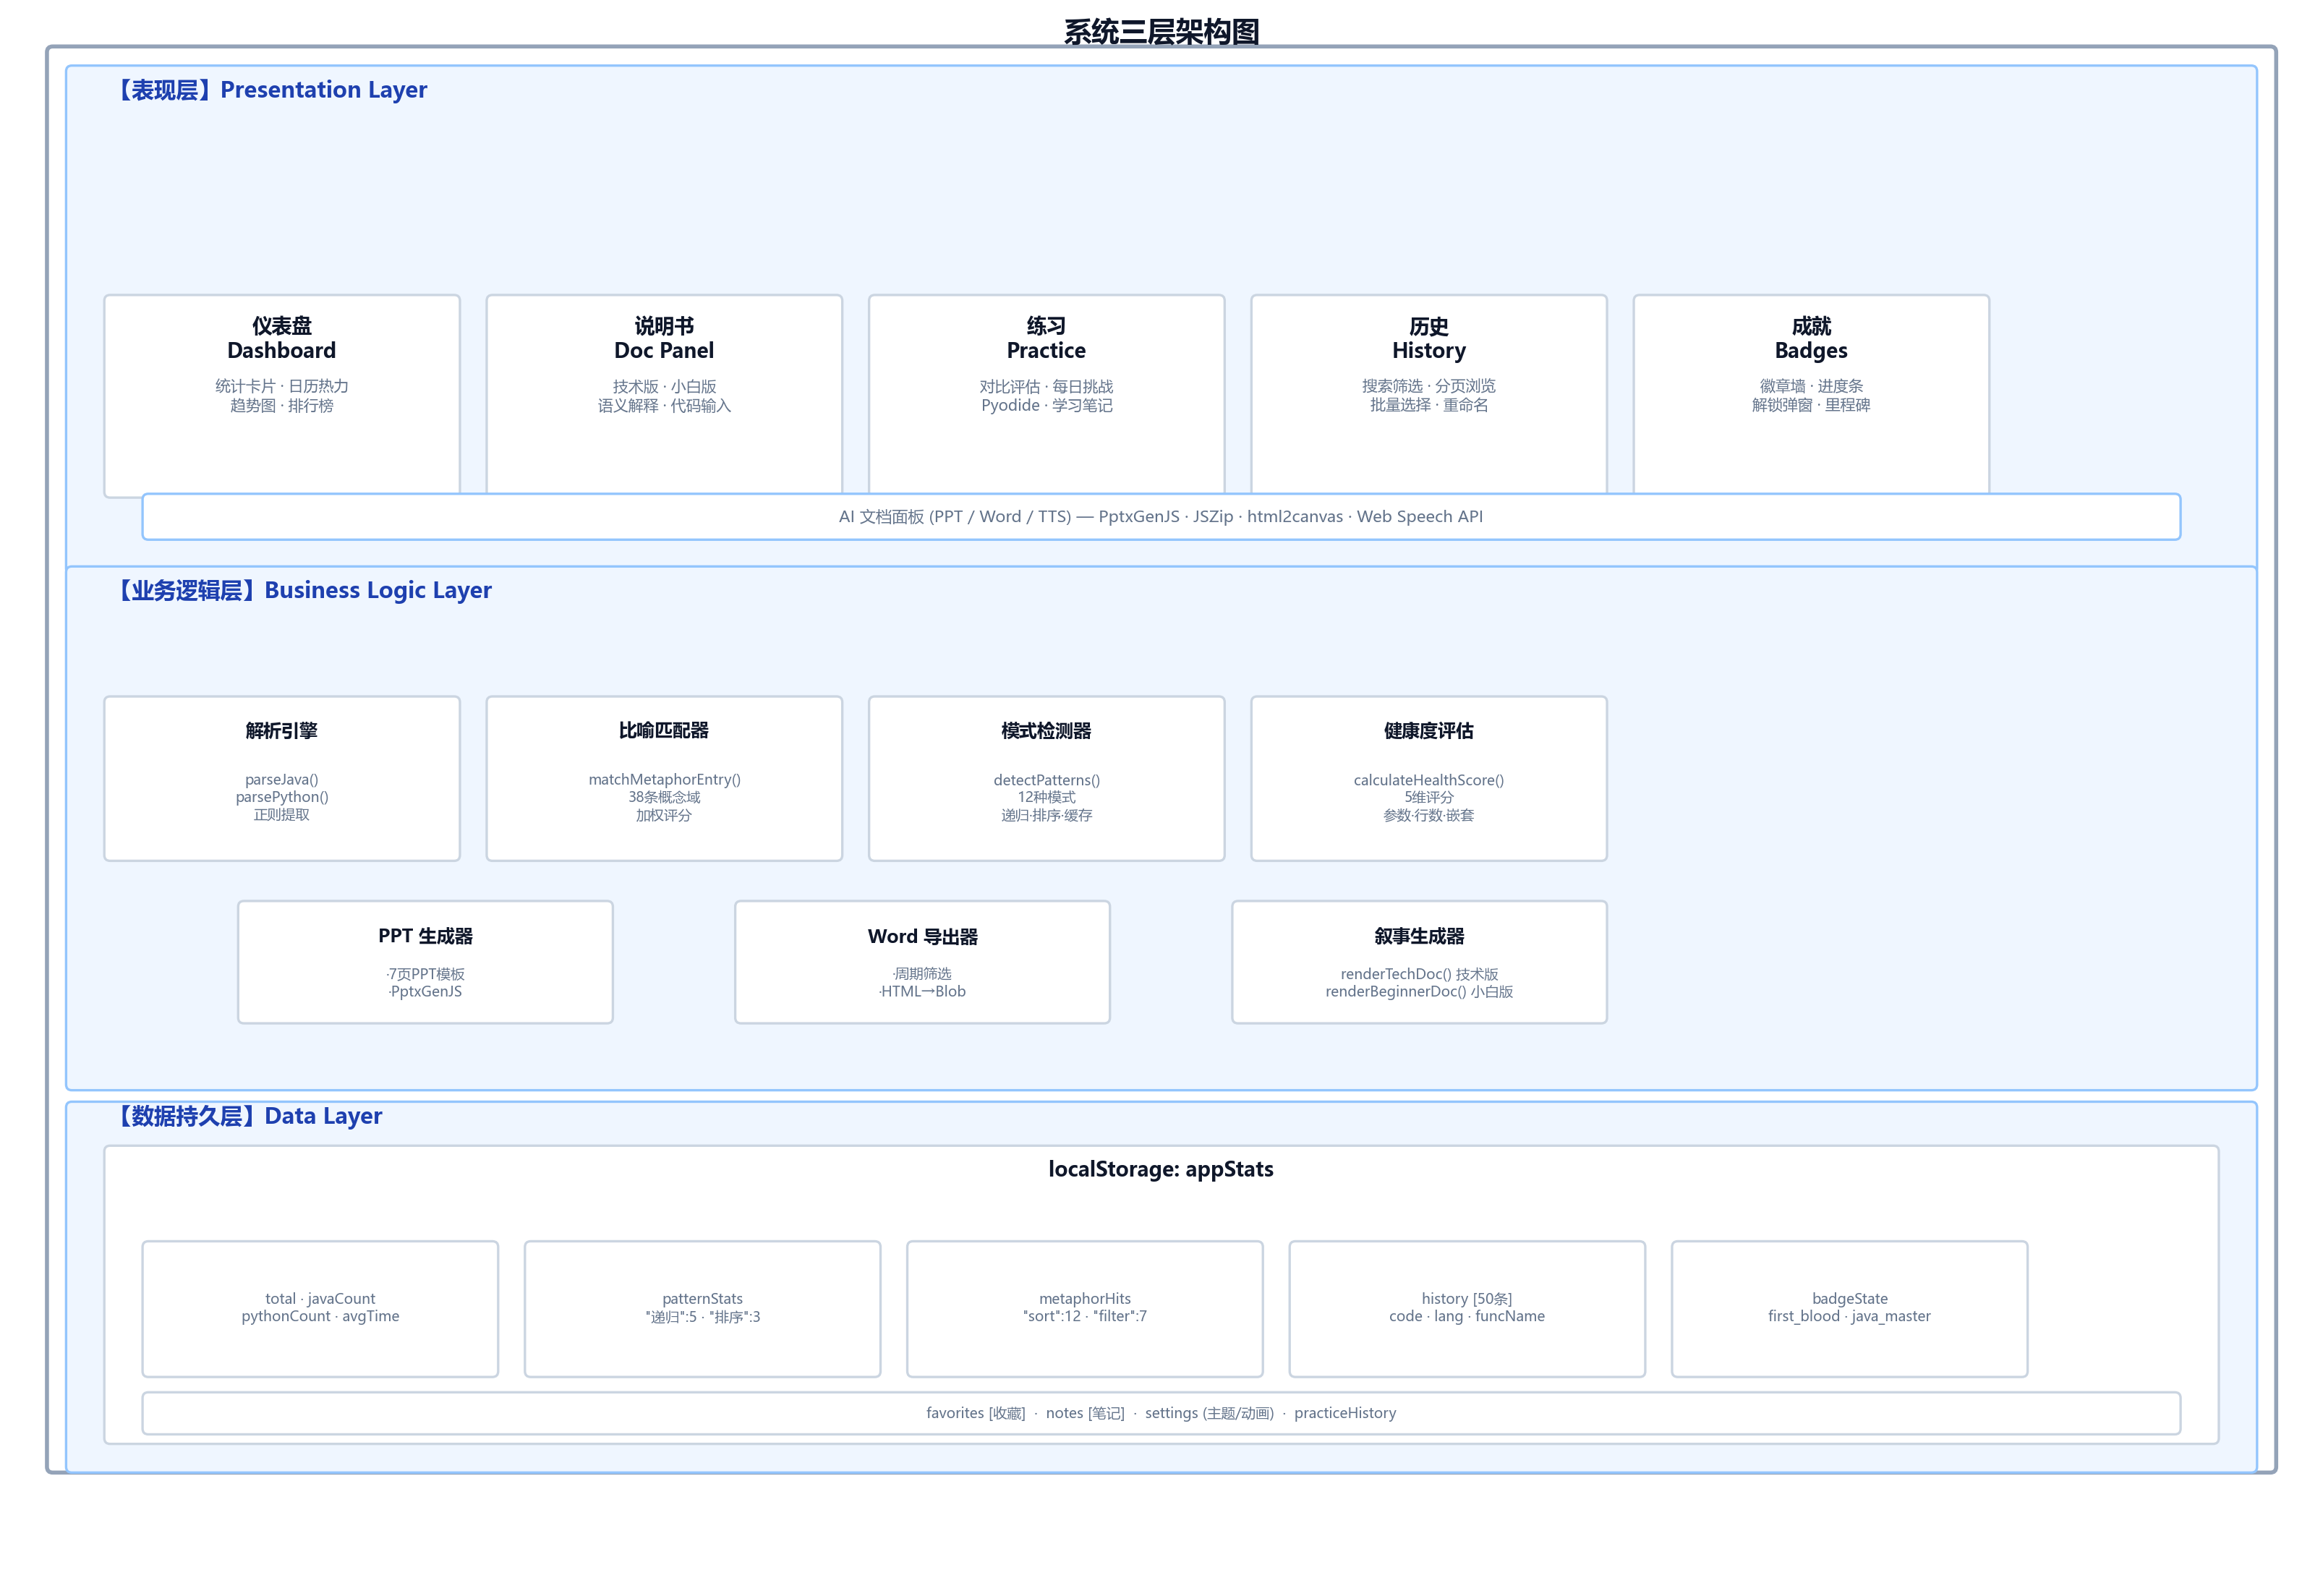 系统三层架构图
【表现层】Presentation Layer
仪表盘
Dashboard
统计卡片 · 日历热力
趋势图 · 排行榜
说明书
Doc Panel
技术版 · 小白版
语义解释 · 代码输入
练习
Practice
对比评估 · 每日挑战
Pyodide · 学习笔记
历史
History
搜索筛选 · 分页浏览
批量选择 · 重命名
成就
Badges
徽章墙 · 进度条
解锁弹窗 · 里程碑
AI 文档面板 (PPT / Word / TTS) — PptxGenJS · JSZip · html2canvas · Web Speech API
【业务逻辑层】Business Logic Layer
解析引擎
parseJava()
parsePython()
正则提取
比喻匹配器
matchMetaphorEntry()
38条概念域
加权评分
模式检测器
detectPatterns()
12种模式
递归·排序·缓存
健康度评估
calculateHealthScore()
5维评分
参数·行数·嵌套
PPT 生成器
·7页PPT模板
·PptxGenJS
Word 导出器
·周期筛选
·HTML→Blob
叙事生成器
renderTechDoc() 技术版
renderBeginnerDoc() 小白版
【数据持久层】Data Layer
localStorage: appStats
total · javaCount
pythonCount · avgTime
patternStats
"递归":5 · "排序":3
metaphorHits
"sort":12 · "filter":7
history [50条]
code · lang · funcName
badgeState
first_blood · java_master
favorites [收藏] · notes [笔记] · settings (主题/动画) · practiceHistory